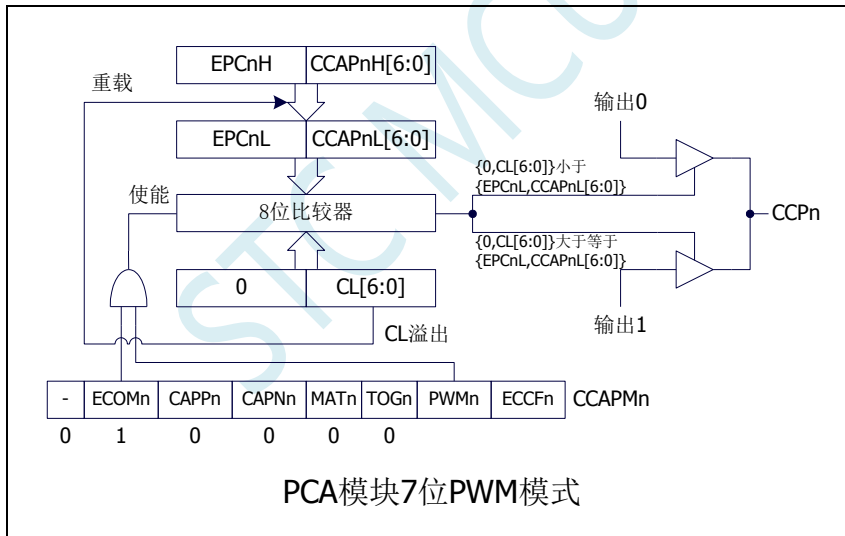 EPCnH CCAPnH[6:0]
重载
输出0
EPCnL CCAPnL[6:0]
{0,CL[6:0]}小于
{EPCnL,CCAPnL[6:0]}
使能
8位比较器
CCPn
{0,CL[6:0]}大于等于
{EPCnL,CCAPnL[6:0]}
0 CL[6:0]
输出1
CL溢出
- ECOMn CAPPn CAPNn MATn TOGn PWMn ECCFn CCAPMn
0 1 0 0 0 0
PCA模块7位PWM模式
STC MCU